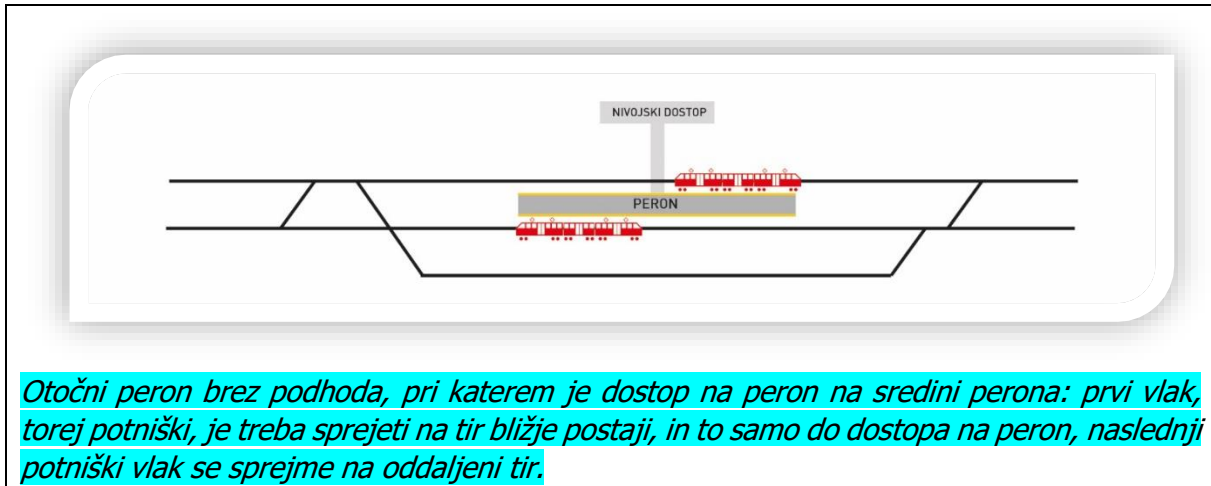 NIVOJSKI DOSTOP
PERON
Otočni peron brez podhoda, pri katerem je dostop na peron na sredini perona: prvi vlak,
torej potniški, je treba sprejeti na tir bližje postaji, in to samo do dostopa na peron, naslednji
potniški vlak se sprejme na oddaljeni tir.